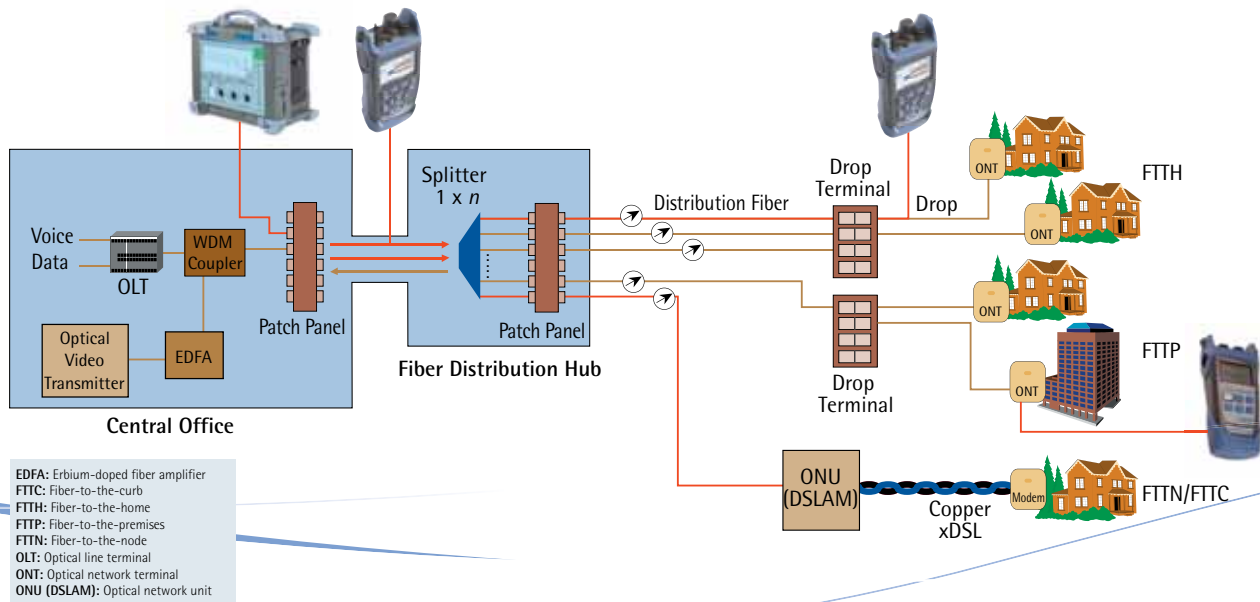 Splitter
1 x n
Drop
Terminal
ONT
FTTH
Distribution Fiber
Drop
Voice
Data
OLT
WDM
Coupler
ONT
Patch Panel
Patch Panel
Optical
Video
Transmitter
EDFA
Fiber Distribution Hub
Central Office
ONT
FTTP
ONT
Drop
Terminal
ONU
(DSLAM)
Copper
xDSL
Modem
FTTN/FTTC
EDFA: Erbium-doped fiber amplifier
FTTC: Fiber-to-the-curb
FTTH: Fiber-to-the-home
FTTP: Fiber-to-the-premises
FTTN: Fiber-to-the-node
OLT: Optical line terminal
ONT: Optical network terminal
ONU (DSLAM): Optical network unit